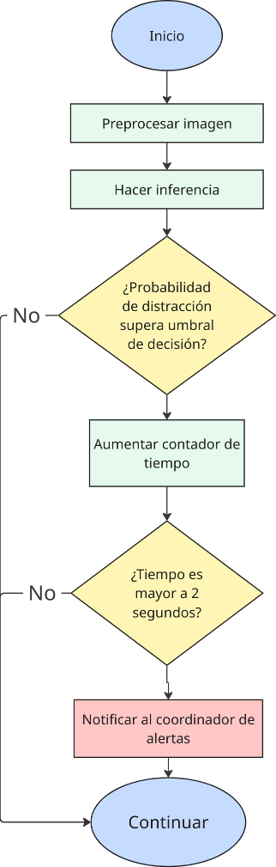 Inicio
Preprocesar imagen
Hacer inferencia
¿Probabilidad
de distracción
supera umbral
de decisión?
No
Aumentar contador de
tiempo
¿Tiempo es
mayor a 2
segundos?
No
Notificar al coordinador de
alertas
Continuar